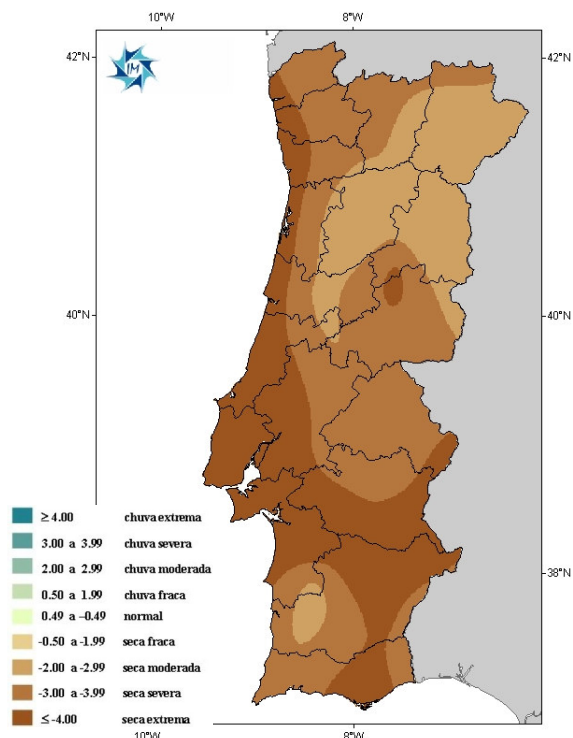 10°W 8°W
42°N 42°N
IM
40°N 40°N
≥ 4.00 chuva extrema
3.00 a 3.99 chuva severa
2.00 a 2.99 chuva moderada
0.50 a 1.99 chuva fraca
38°N
0.49 a -0.49 normal
-0.50 a -1.99 seca fraca
-2.00 a -2.99 seca moderada
-3.00 a -3.99 seca severa
≤ -4.00 seca extrema
10°W 8°W